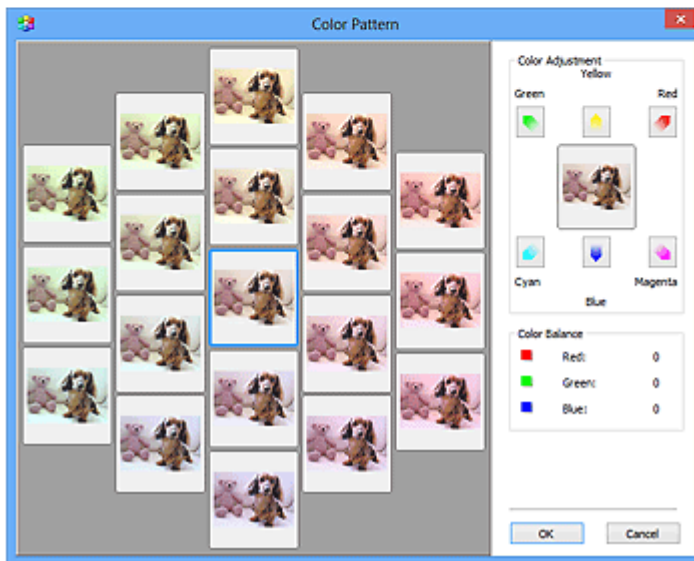 Color Pattern
Color Adjustment
Yellow
Green
Red
Cyan
Magenta
Blue
Color Balance
Red: 0
Green: 0
Blue: 0
OK
Cancel